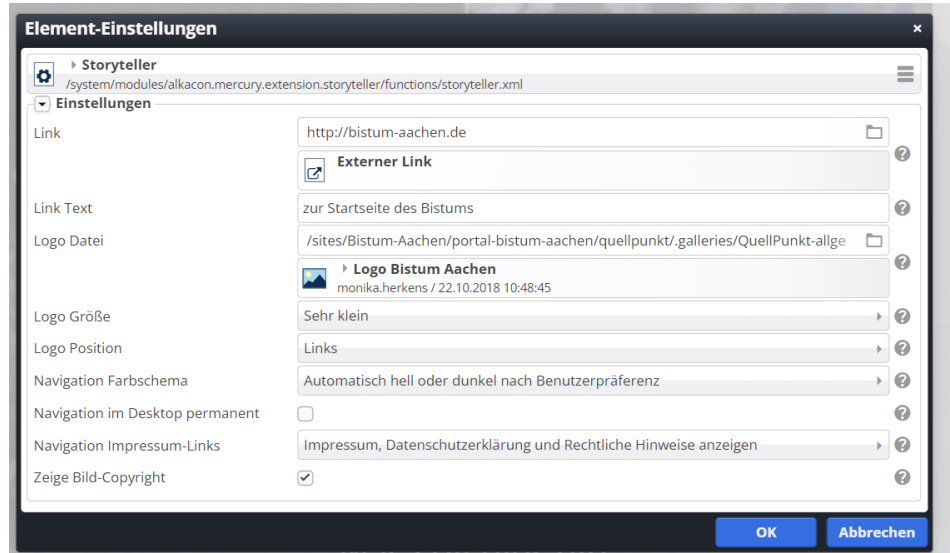 Element-Einstellungen
Storyteller
/system/modules/alkacon.mercury.extension.storyteller/functions/storyteller.xml
Einstellungen
Link
http://bistum-aachen.de
Externer Link
Link Text
zur Startseite des Bistums
Logo Datei
/sites/Bistum-Aachen/portal-bistum-aachen/quellpunkt/.galleries/QuellPunkt-allge
Logo Bistum Aachen
monika.herkens / 22.10.2018 10:48:45
Logo Größe
Sehr klein
Logo Position
Links
Navigation Farbschema
Automatisch hell oder dunkel nach Benutzerpräferenz
Navigation im Desktop permanent
Navigation Impressum-Links
Impressum, Datenschutzerklärung und Rechtliche Hinweise anzeigen
Zeige Bild-Copyright
OK
Abbrechen